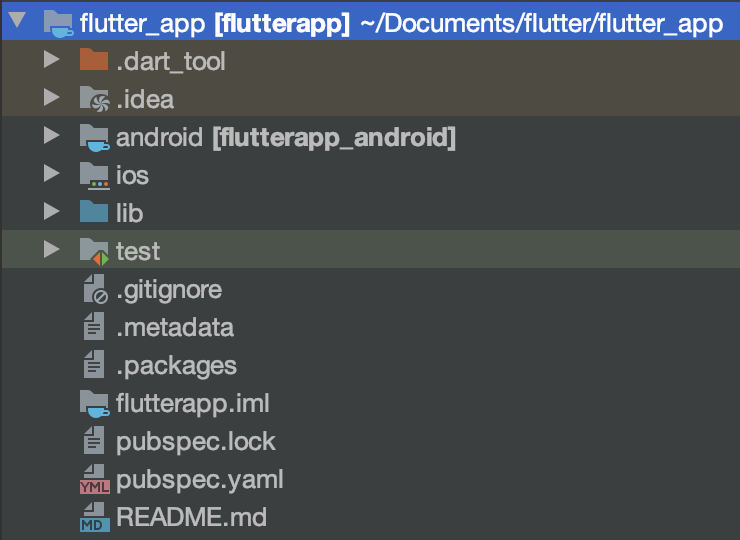 flutter_app [flutterapp] ~/Documents/flutter/flutter_app
.dart_tool
.idea
android [flutterapp_android]
ios
lib
test
.gitignore
.metadata
.packages
flutterapp.iml
pubspec.lock
YML pubspec.yaml
MD README.md